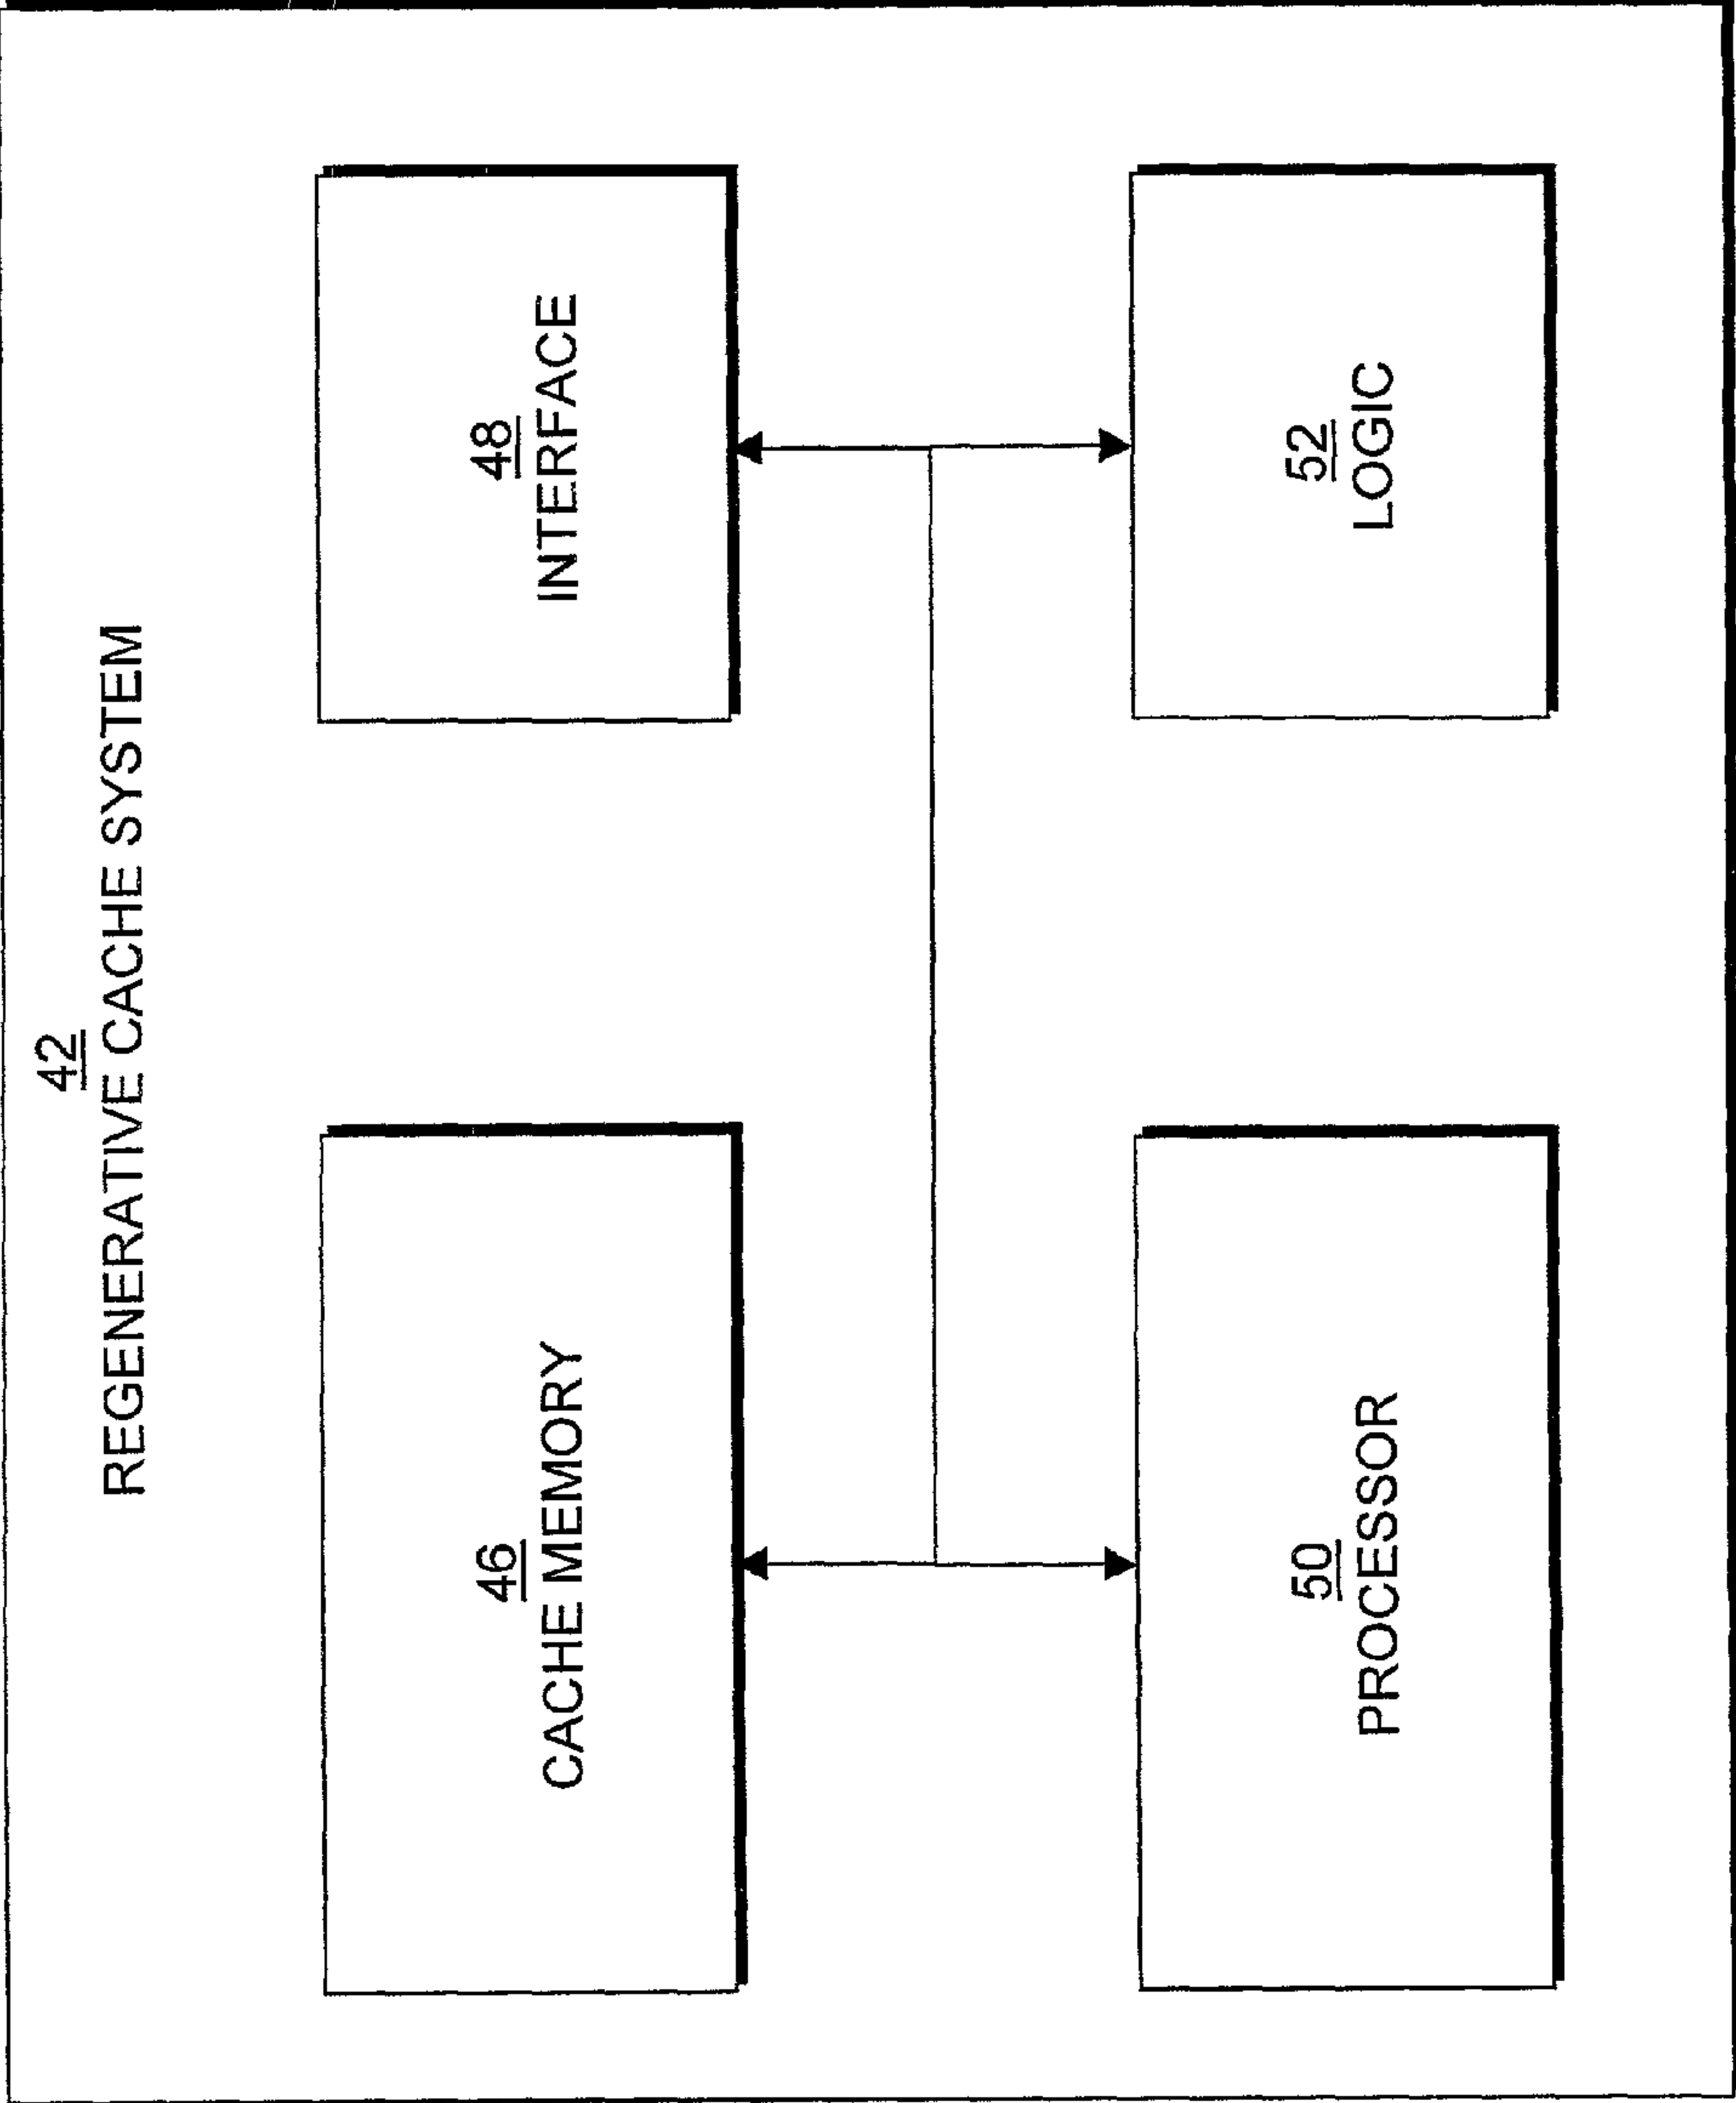 42
REGENERATIVE CACHE SYSTEM
46
CACHE MEMORY
48
INTERFACE
50
PROCESSOR
52
LOGIC